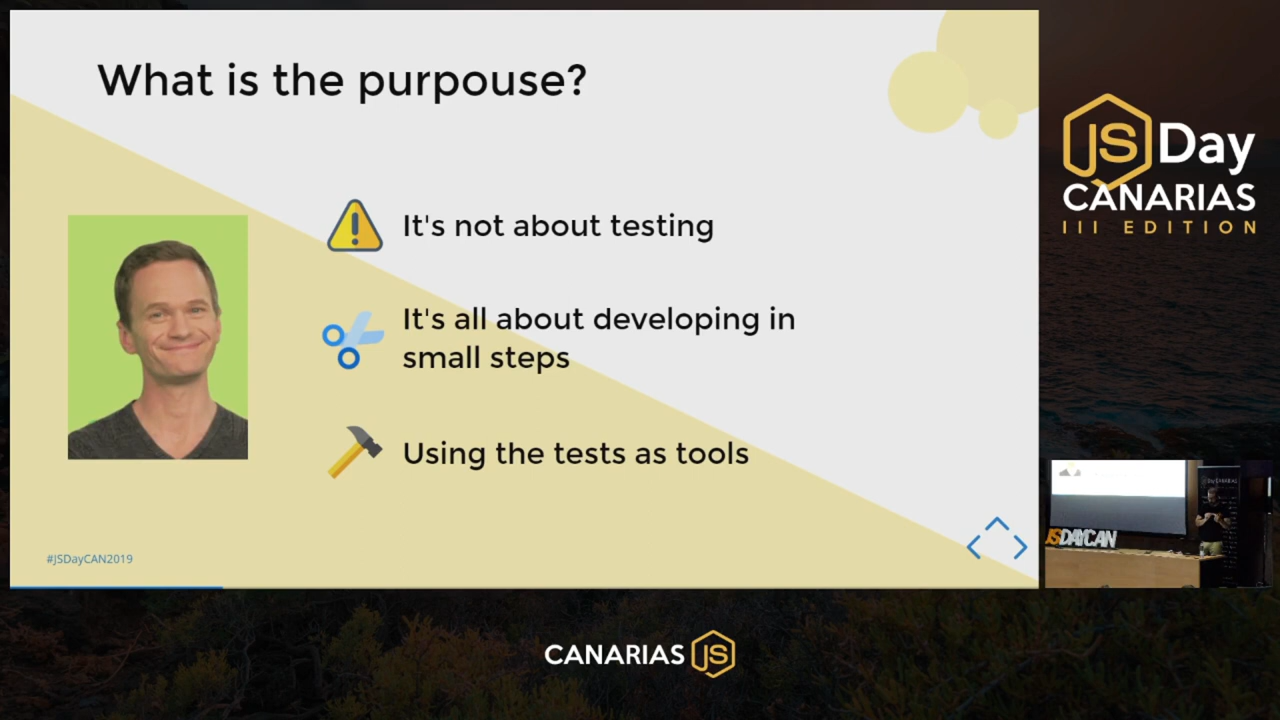 What is the purpouse?
It's not about testing
It's all about developing in
small steps
Using the tests as tools
#JSDayCAN2019
JS Day
CANARIAS
III EDITION
JSDAYCAN
CANARIAS JS